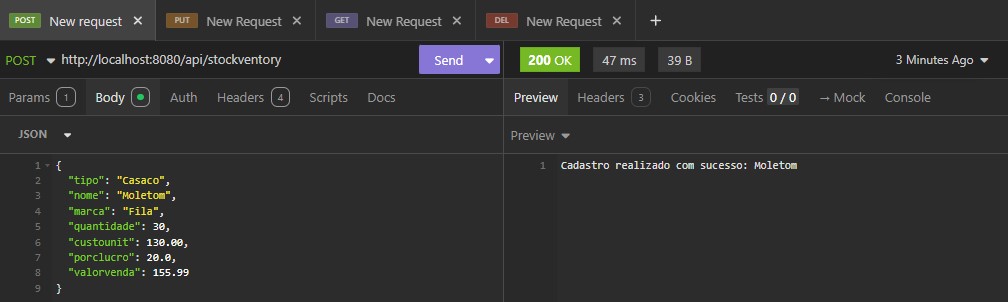 POST New request × PUT New Request × GET New Request × DEL New Request × +
POST http://localhost:8080/api/stockventory Send 200 OK 47 ms 39 B 3 Minutes Ago
Params 1 Body Auth Headers 4 Scripts Docs Preview Headers 3 Cookies Tests 0 / 0 → Mock Console
JSON Preview
1 {
2 "tipo": "Casaco",
3 "nome": "Moletom",
4 "marca": "Fila",
5 "quantidade": 30,
6 "custounit": 130.00,
7 "porclucro": 20.0,
8 "valorvenda": 155.99
9 }
1 Cadastro realizado com sucesso: Moletom